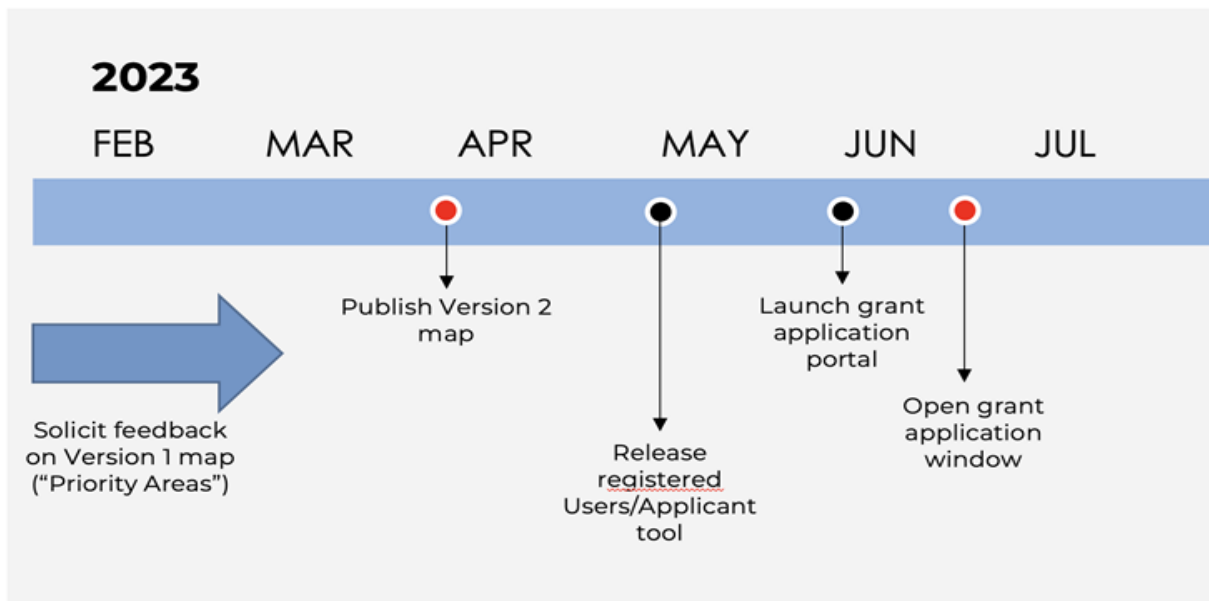 2023
FEB MAR APR MAY JUN JUL
Publish Version 2
map
Launch grant
application
portal
Open grant
application
window
Solicit feedback
on Version 1 map
(“Priority Areas”)
Release
registered
Users/Applicant
tool